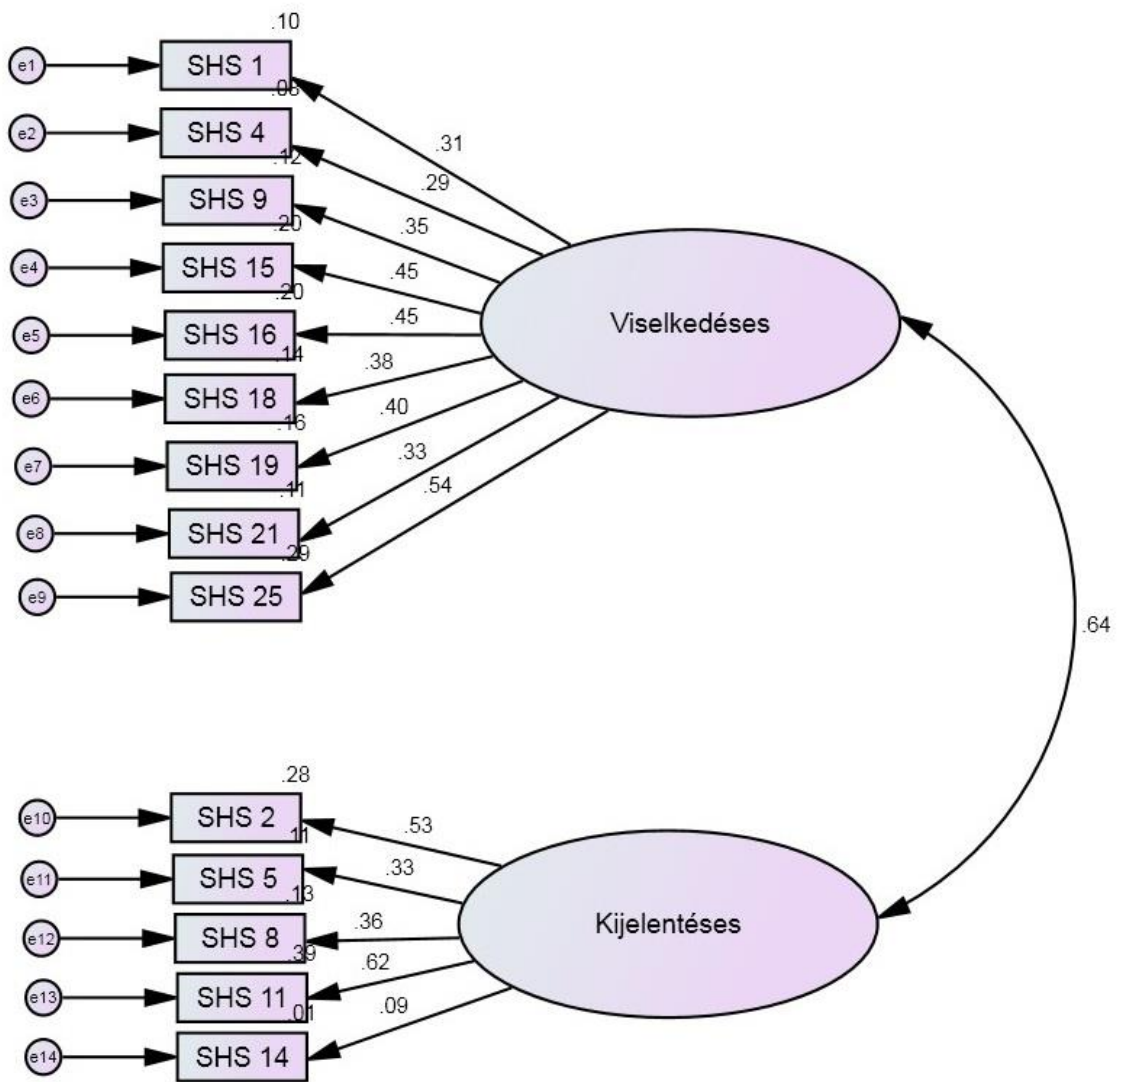 .10
e1 SHS 1
.08
.31
e2 SHS 4
.12
.29
e3 SHS 9
.20
.35
e4 SHS 15
.20
.45
e5 SHS 16
.14
.45
Viselkedéses
e6 SHS 18
.16
.38
e7 SHS 19
.11
.40
e8 SHS 21
.29
.33
e9 SHS 25
.54
.64
.28
e10 SHS 2
.11
.53
e11 SHS 5
.13
.33
e12 SHS 8
.39
.36
Kijelentéses
e13 SHS 11
.01
.62
e14 SHS 14
.09